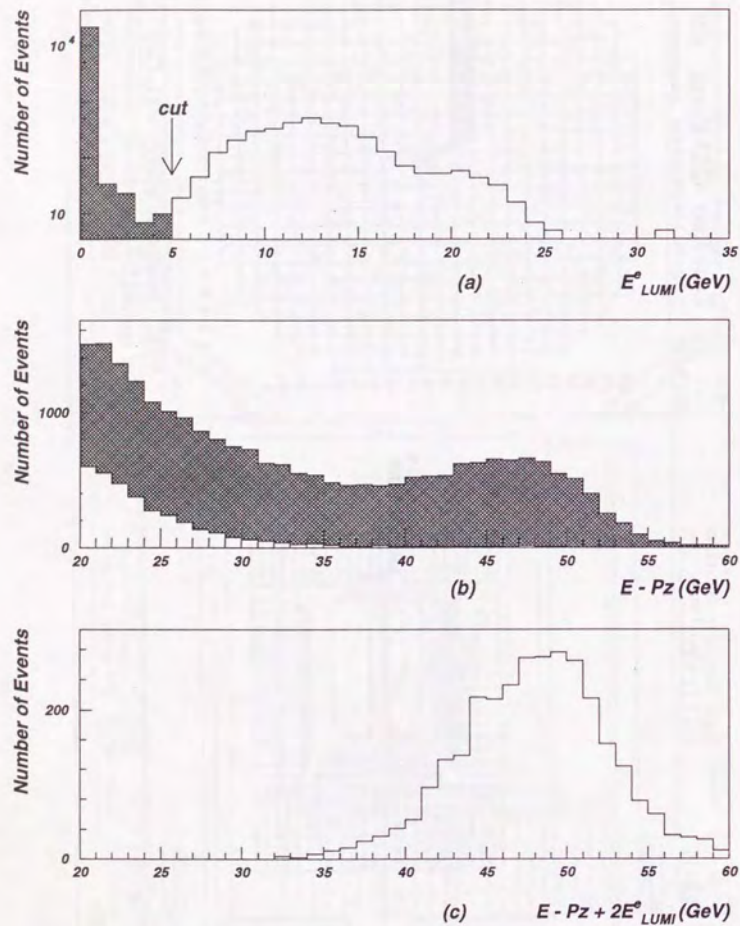 Number of Events
10⁴
10
cut
0 5 10 15 20 25 30 35
(a) E^e_LUMI (GeV)
Number of Events
1000
0
20 25 30 35 40 45 50 55 60
(b) E - Pz (GeV)
Number of Events
200
0
20 25 30 35 40 45 50 55 60
(c) E - Pz + 2E^e_LUMI (GeV)